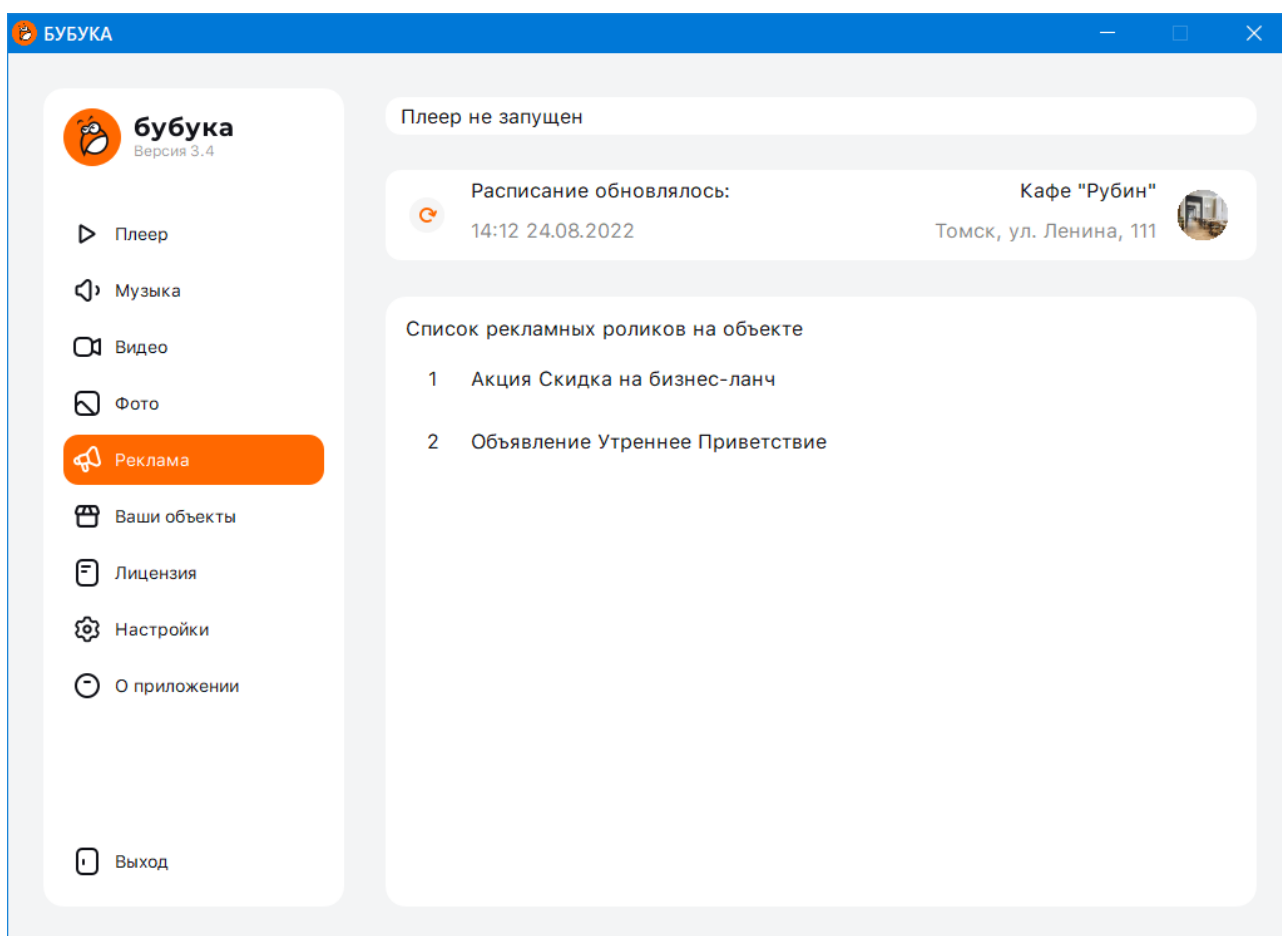 БУБУКА
бубука
Версия 3.4
Плеер
Музыка
Видео
Фото
Реклама
Ваши объекты
Лицензия
Настройки
О приложении
Выход
Плеер не запущен
Расписание обновлялось:
14:12 24.08.2022
Кафе "Рубин"
Томск, ул. Ленина, 111
Список рекламных роликов на объекте
1 Акция Скидка на бизнес-ланч
2 Объявление Утреннее Приветствие